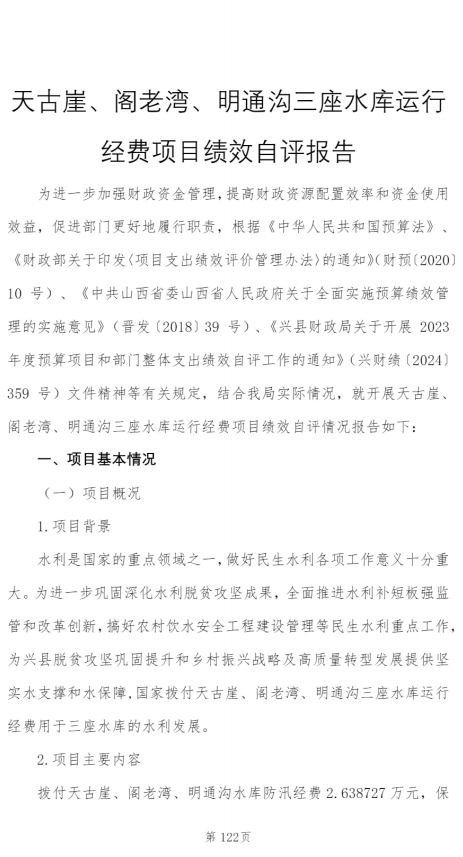 天古崖、阁老湾、明通沟三座水库运行
经费项目绩效自评报告
为进一步加强财政资金管理,提高财政资源配置效率和资金使用
效益，促进部门更好地履行职责，根据《中华人民共和国预算法》、
《财政部关于印发〈项目支出绩效评价管理办法〉的通知》（财预〔2020〕
10 号）、《中共山西省委山西省人民政府关于全面实施预算绩效管
理的实施意见》（晋发〔2018〕39 号）、《兴县财政局关于开展 2023
年度预算项目和部门整体支出绩效自评工作的通知》（兴财绩〔2024〕
359 号）文件精神等有关规定，结合我局实际情况，就开展天古崖、
阁老湾、明通沟三座水库运行经费项目绩效自评情况报告如下：
一、项目基本情况
（一）项目概况
1.项目背景
水利是国家的重点领域之一,做好民生水利各项工作意义十分重
大。为进一步巩固深化水利脱贫攻坚成果，全面推进水利补短板强监
管和改革创新，搞好农村饮水安全工程建设管理等民生水利重点工作，
为兴县脱贫攻坚巩固提升和乡村振兴战略及高质量转型发展提供坚
实水支撑和水保障,国家拨付天古崖、阁老湾、明通沟三座水库运行
经费用于三座水库的水利发展。
2.项目主要内容
拨付天古崖、阁老湾、明通沟水库防汛经费 2.638727 万元，保
第 122页